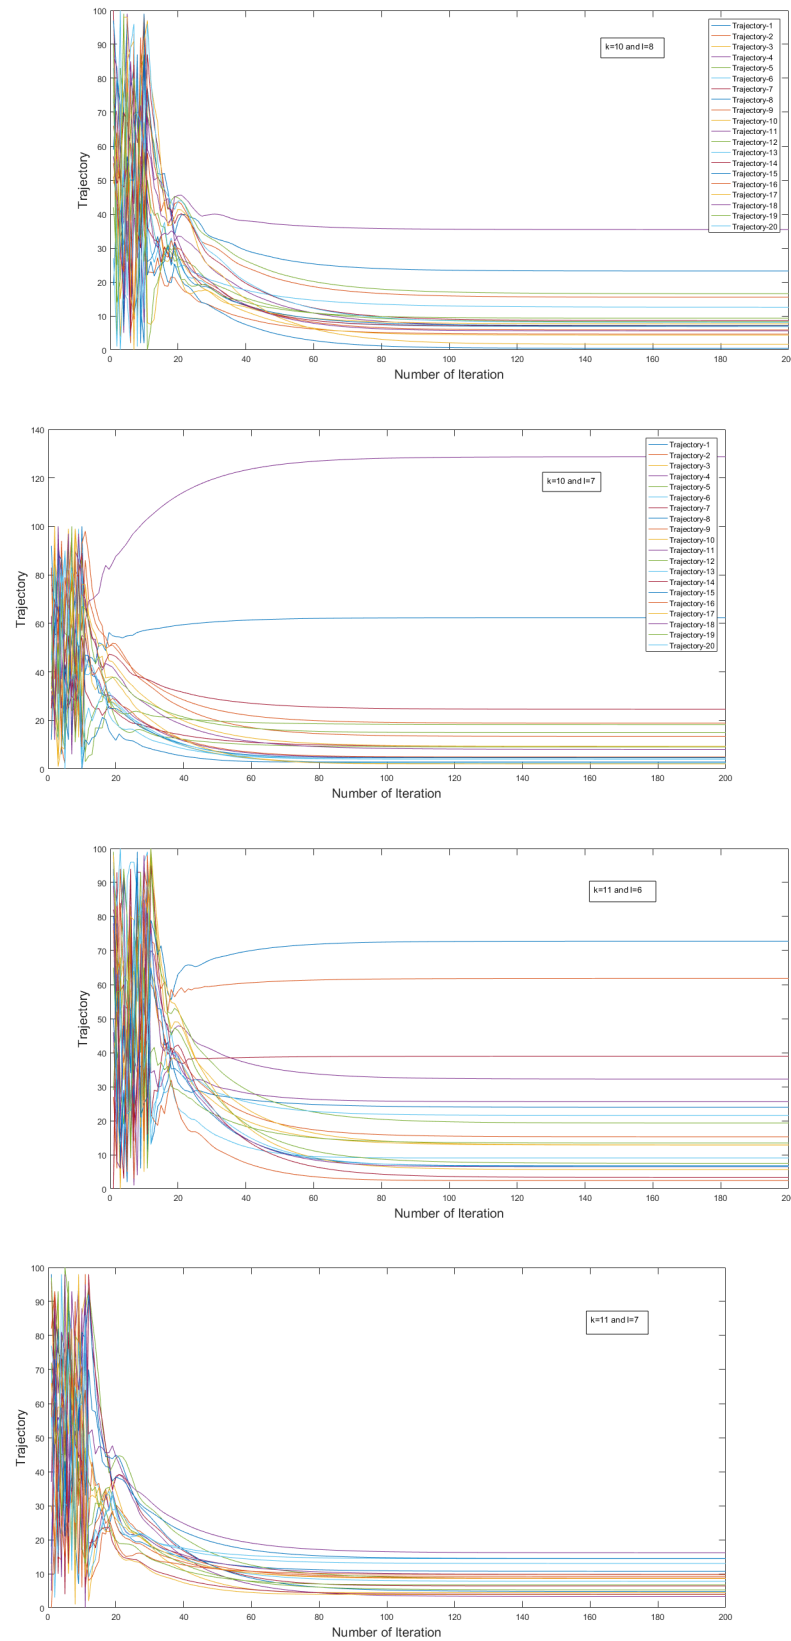 100
90
80
70
60
50
40
30
20
10
0
Trajectory
k=10 and l=8
Trajectory-1
Trajectory-2
Trajectory-3
Trajectory-4
Trajectory-5
Trajectory-6
Trajectory-7
Trajectory-8
Trajectory-9
Trajectory-10
Trajectory-11
Trajectory-12
Trajectory-13
Trajectory-14
Trajectory-15
Trajectory-16
Trajectory-17
Trajectory-18
Trajectory-19
Trajectory-20
0 20 40 60 80 100 120 140 160 180 200
Number of Iteration
140
120
100
80
60
40
20
0
Trajectory
k=10 and l=7
Trajectory-1
Trajectory-2
Trajectory-3
Trajectory-4
Trajectory-5
Trajectory-6
Trajectory-7
Trajectory-8
Trajectory-9
Trajectory-10
Trajectory-11
Trajectory-12
Trajectory-13
Trajectory-14
Trajectory-15
Trajectory-16
Trajectory-17
Trajectory-18
Trajectory-19
Trajectory-20
0 20 40 60 80 100 120 140 160 180 200
Number of Iteration
100
90
80
70
60
50
40
30
20
10
0
Trajectory
k=11 and l=6
0 20 40 60 80 100 120 140 160 180 200
Number of Iteration
100
90
80
70
60
50
40
30
20
10
0
Trajectory
k=11 and l=7
0 20 40 60 80 100 120 140 160 180 200
Number of Iteration